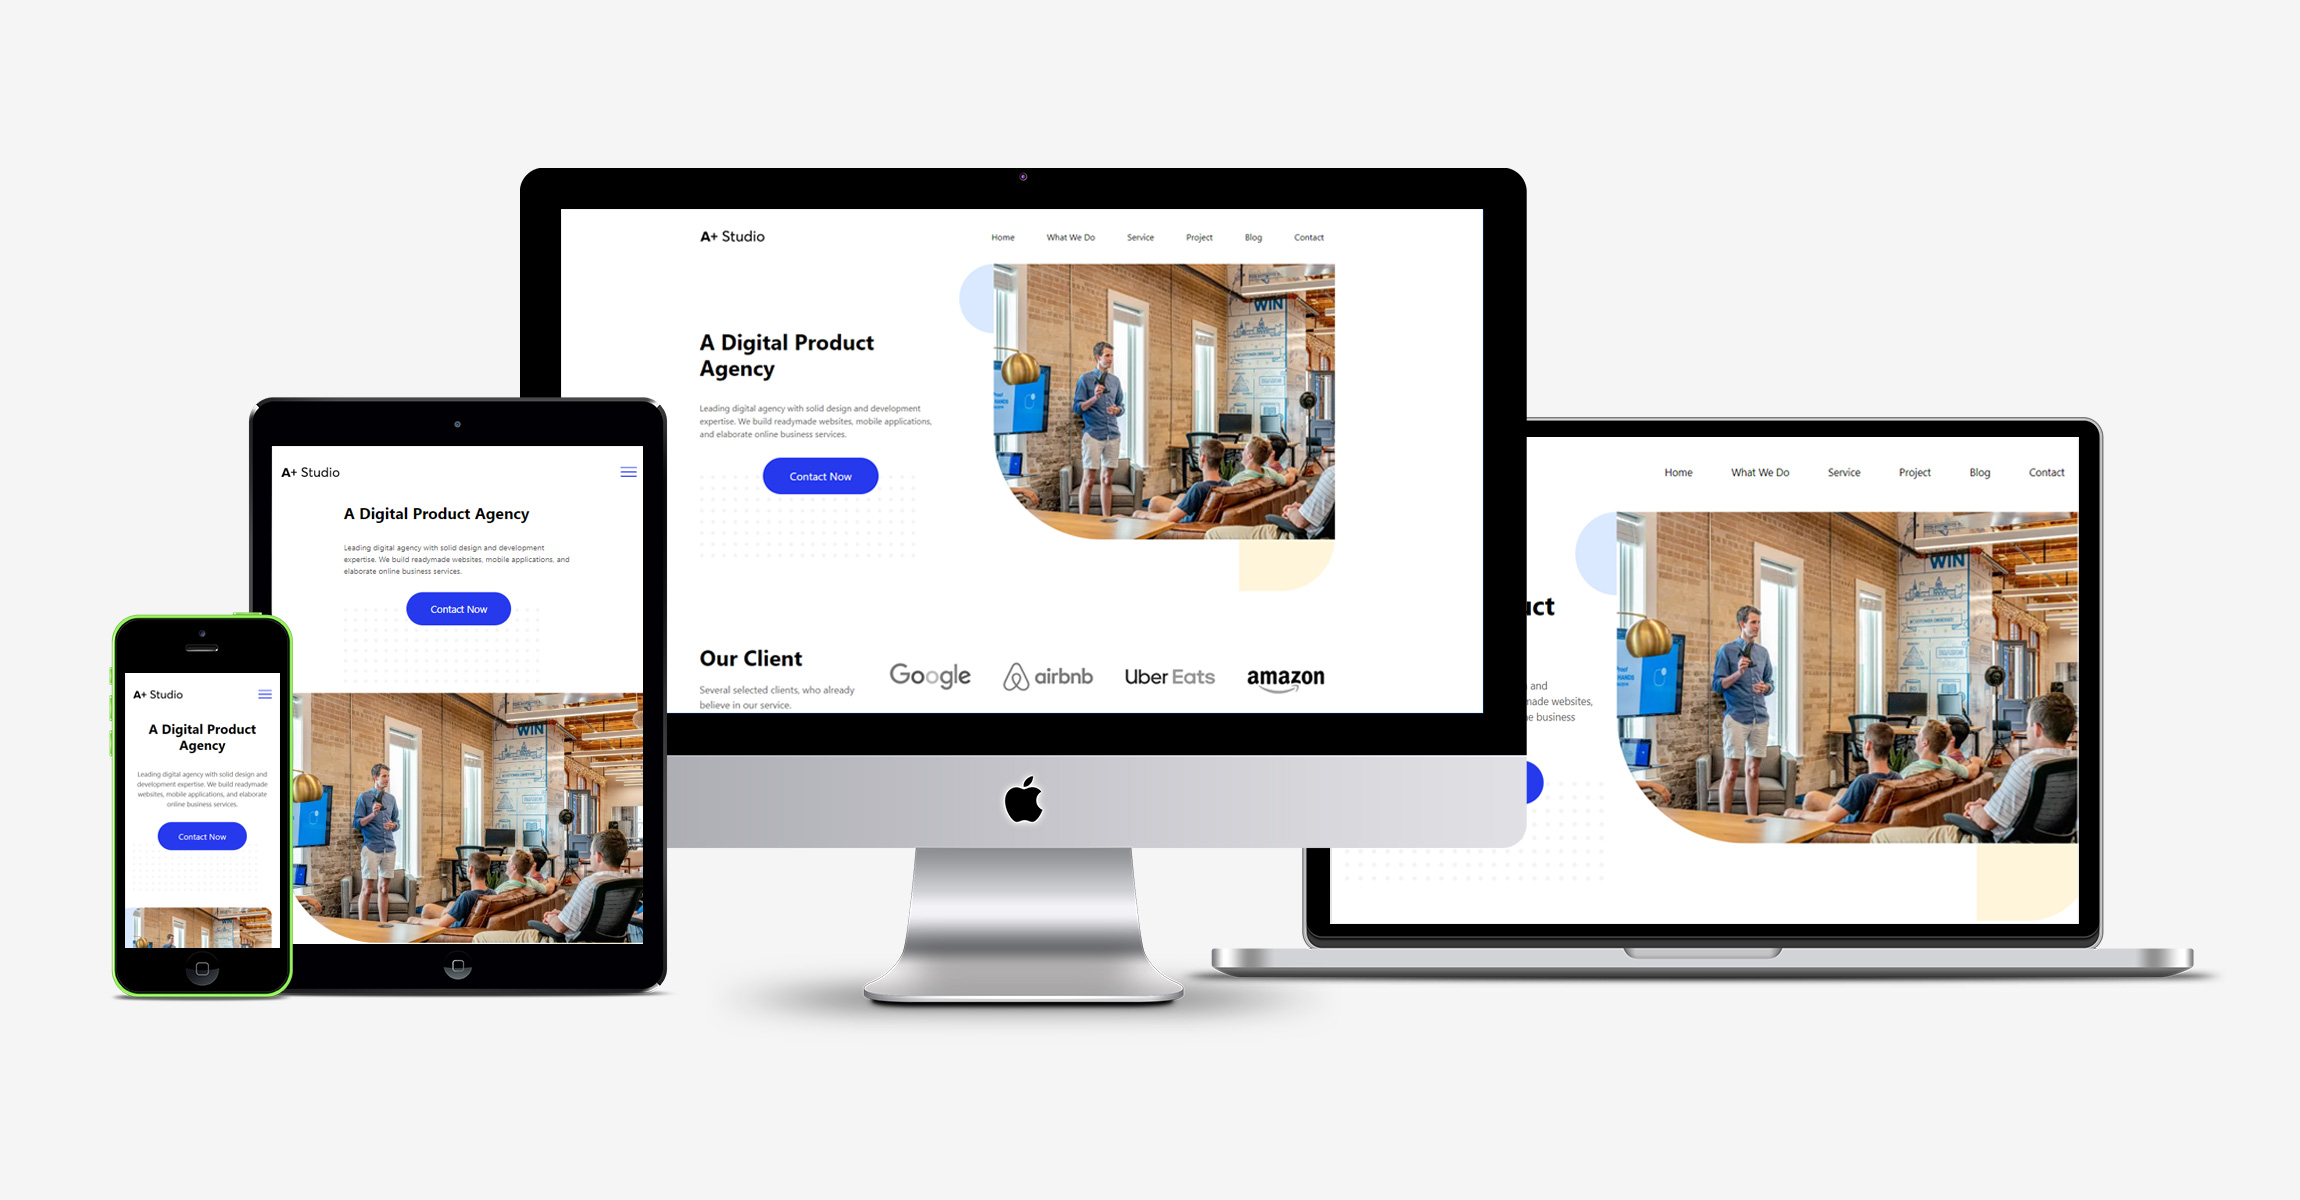 A+ Studio
Home What We Do Service Project Blog Contact
WIN
A Digital Product
Agency
Leading digital agency with solid design and development
expertise. We build readymade websites, mobile applications,
and elaborate online business services.
Contact Now
Our Client
Several selected clients, who already
believe in our service.
Google airbnb Uber Eats amazon
A+ Studio
A Digital Product Agency
Leading digital agency with solid design and development
expertise. We build readymade websites, mobile applications, and
elaborate online business services.
Contact Now
WIN
A+ Studio
A Digital Product
Agency
Leading digital agency with solid design and
development expertise. We build readymade
websites, mobile applications, and elaborate
online business services.
Contact Now
WIN
Home What We Do Service Project Blog Contact
WIN
uct
and
made websites,
business